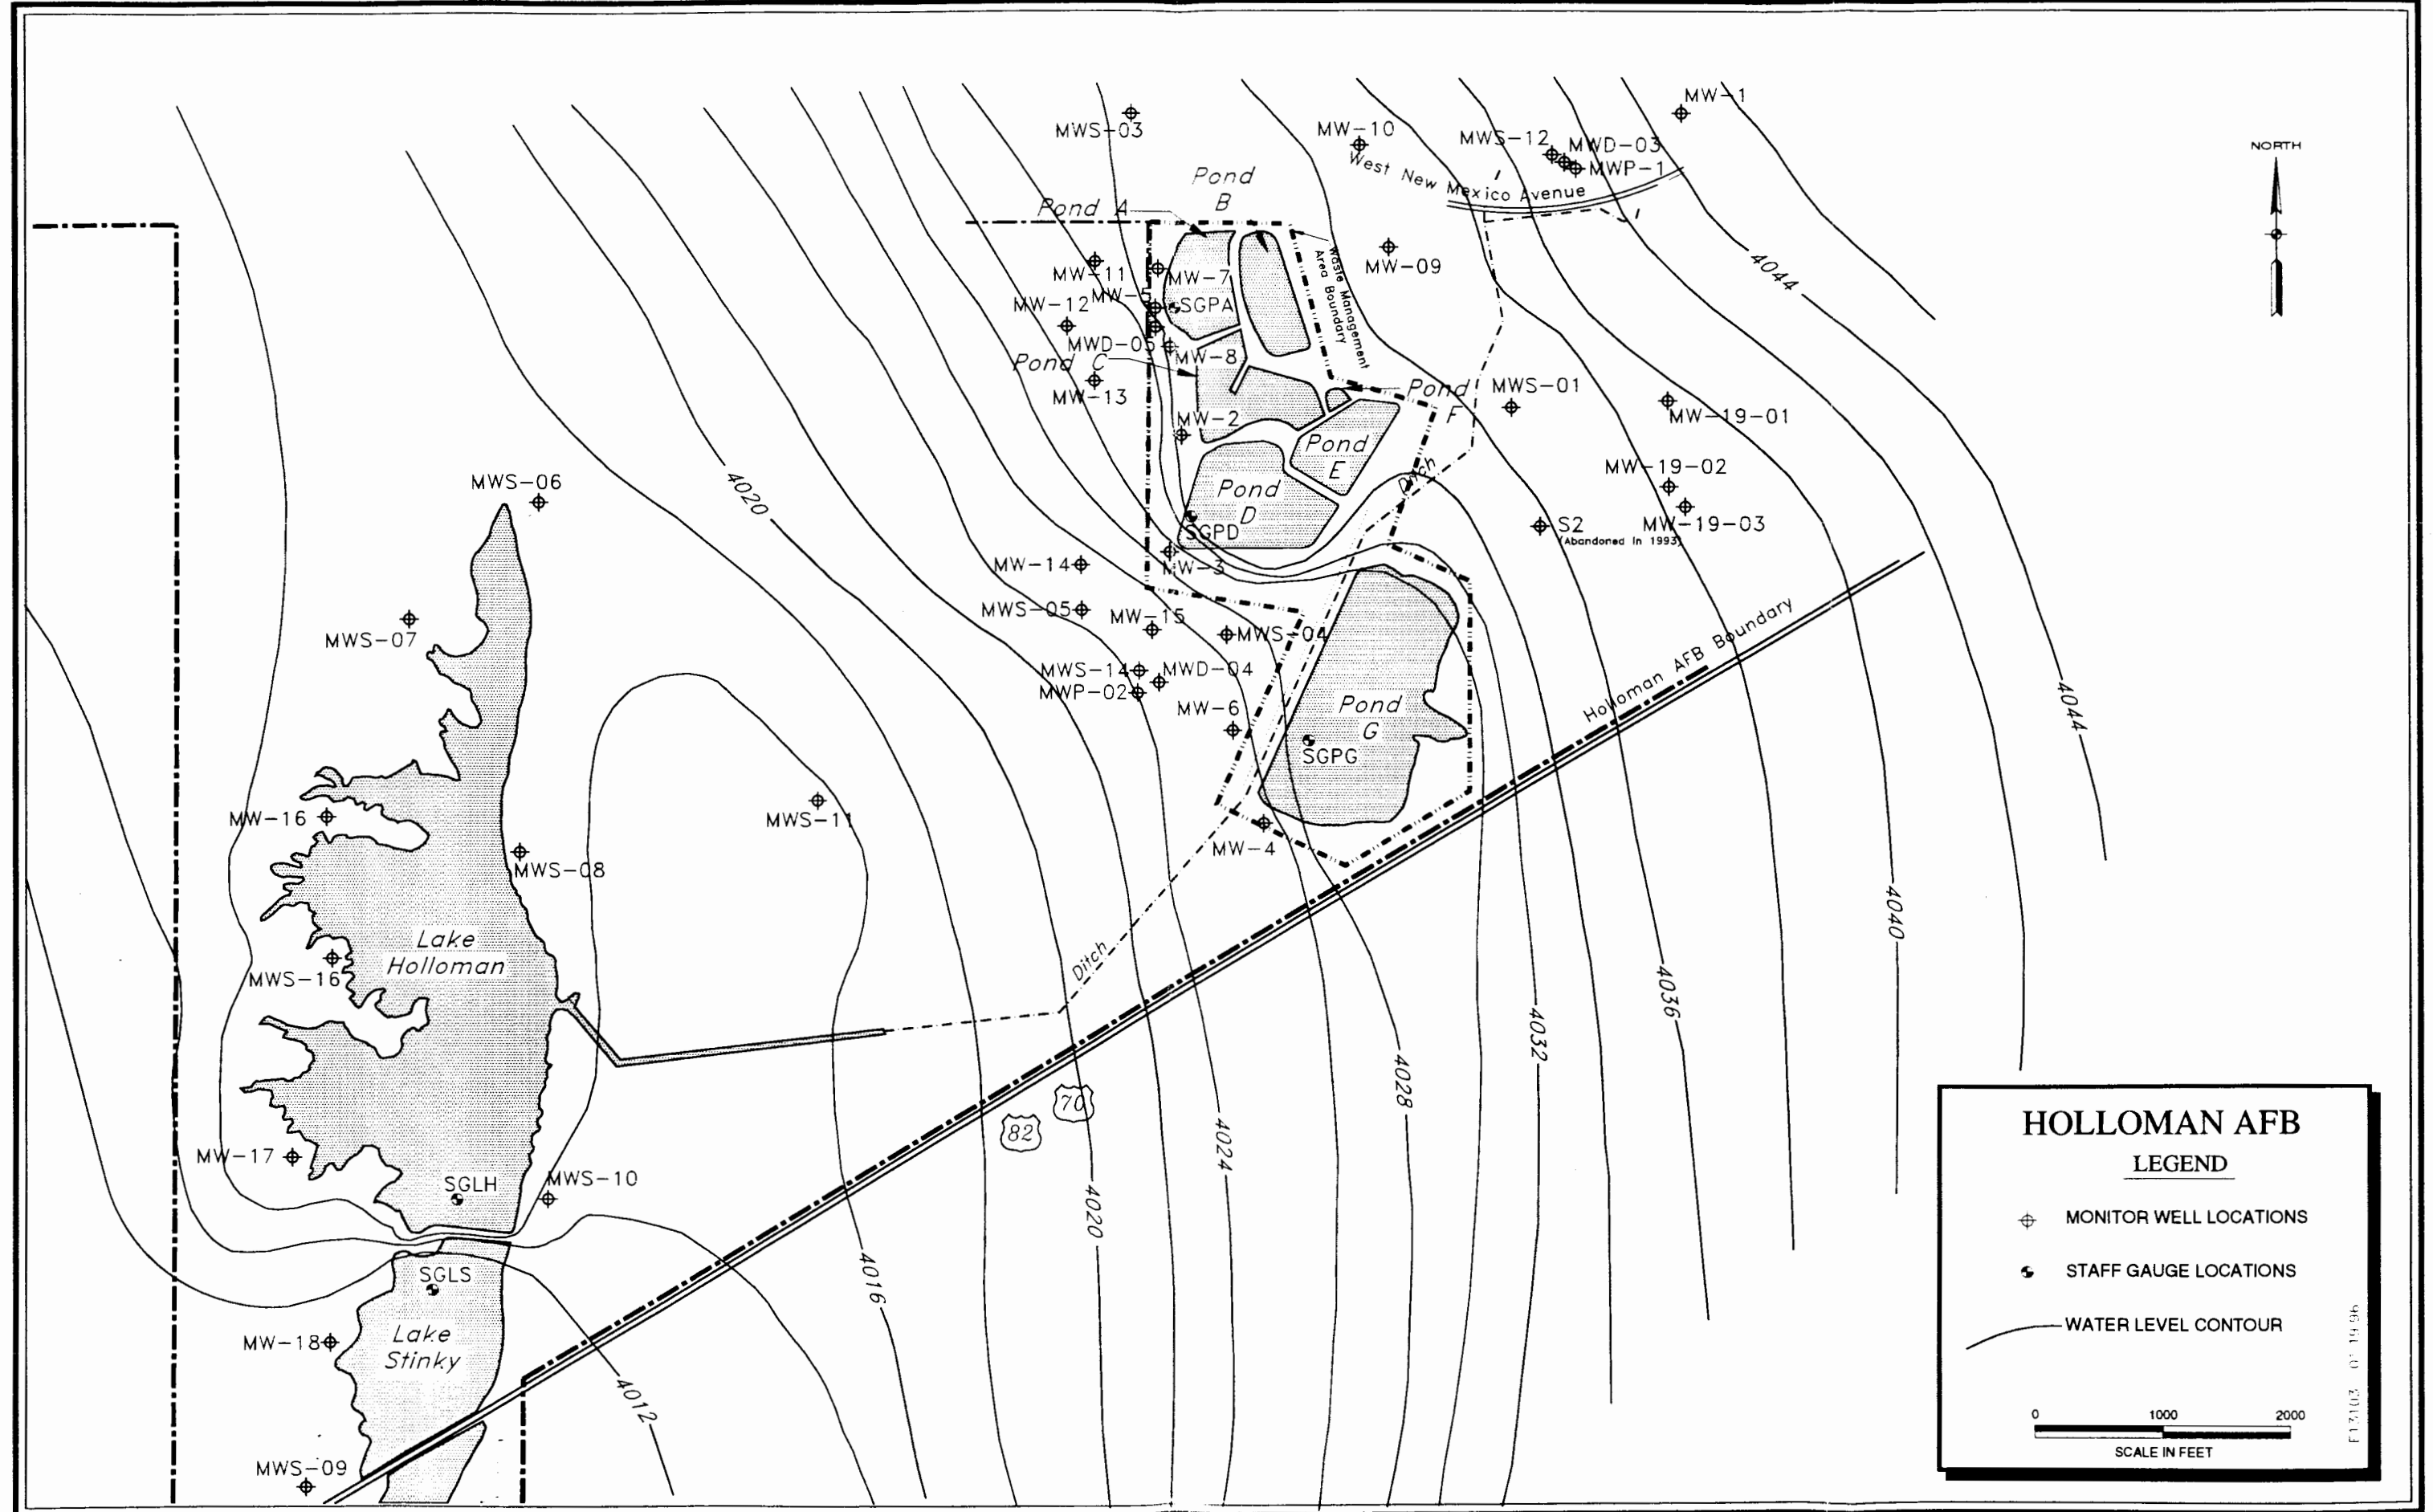 MW-1
MWS-03
MW-10
MWS-12
MWD-03
MWP-1
West New Mexico Avenue
NORTH
Pond
B
Pond A
Waste Management
Area Boundary
MW-09
4044
MW-11
MW-7
MW-5
MW-12
SGPA
MWD-05
MW-8
Pond C
MW-13
Pond
F
MWS-01
MW-19-01
MW-2
Pond
E
MW-19-02
Ditch
4020
MWS-06
Pond
D
SGPD
S2
(Abandoned In 1993)
MW-19-03
MW-14
MW-3
MWS-05
MW-15
MWS-04
MWS-07
Holloman AFB Boundary
MWS-14
MWD-04
MWP-02
MW-6
Pond
G
SGPG
4044
MW-16
MWS-11
MW-4
MWS-08
4040
Lake
Holloman
Ditch
MWS-16
4036
4032
4028
70
82
4024
MW-17
SGLH
MWS-10
4020
4016
SGLS
MW-18
Lake
Stinky
4012
MWS-09
HOLLOMAN AFB
LEGEND
MONITOR WELL LOCATIONS
STAFF GAUGE LOCATIONS
WATER LEVEL CONTOUR
0 1000 2000
SCALE IN FEET